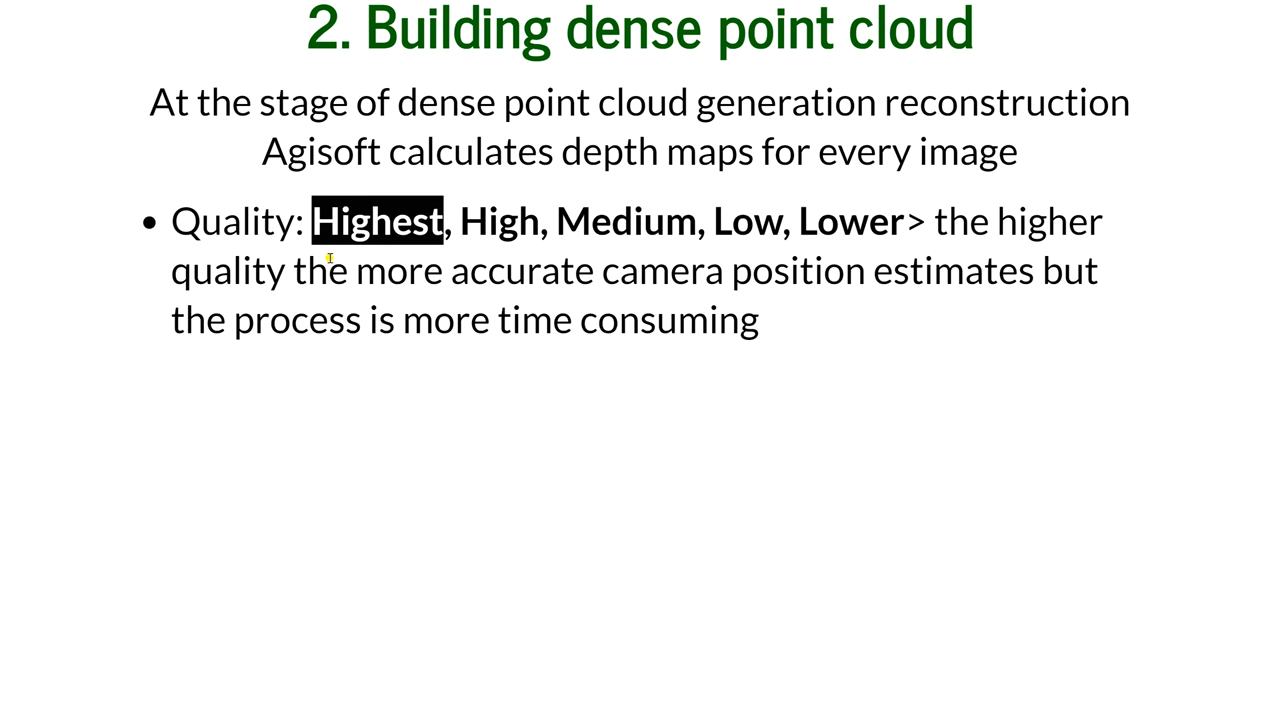 2. Building dense point cloud
At the stage of dense point cloud generation reconstruction
Agisoft calculates depth maps for every image
• Quality: Highest, High, Medium, Low, Lower> the higher
quality the more accurate camera position estimates but
the process is more time consuming